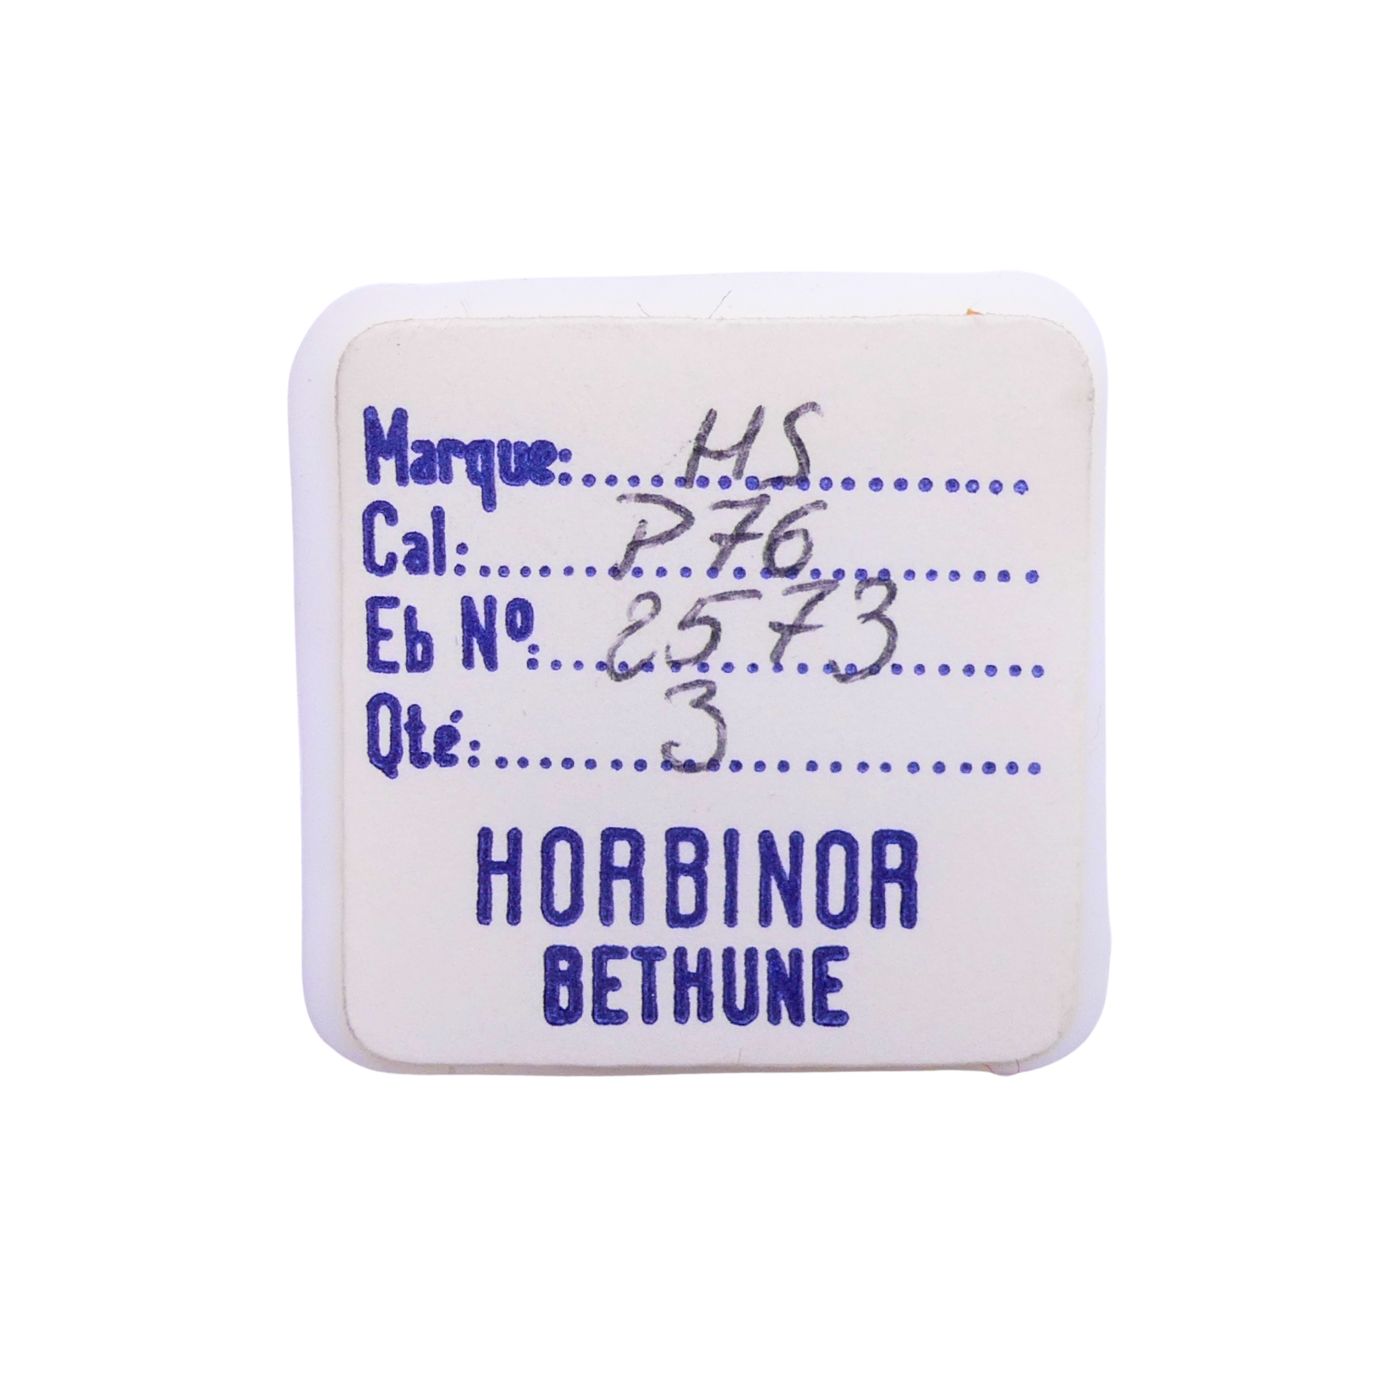 Marque: HS
Cal: P76
Eb Nº: 2573
Qté: 3
HORBINOR
BETHUNE